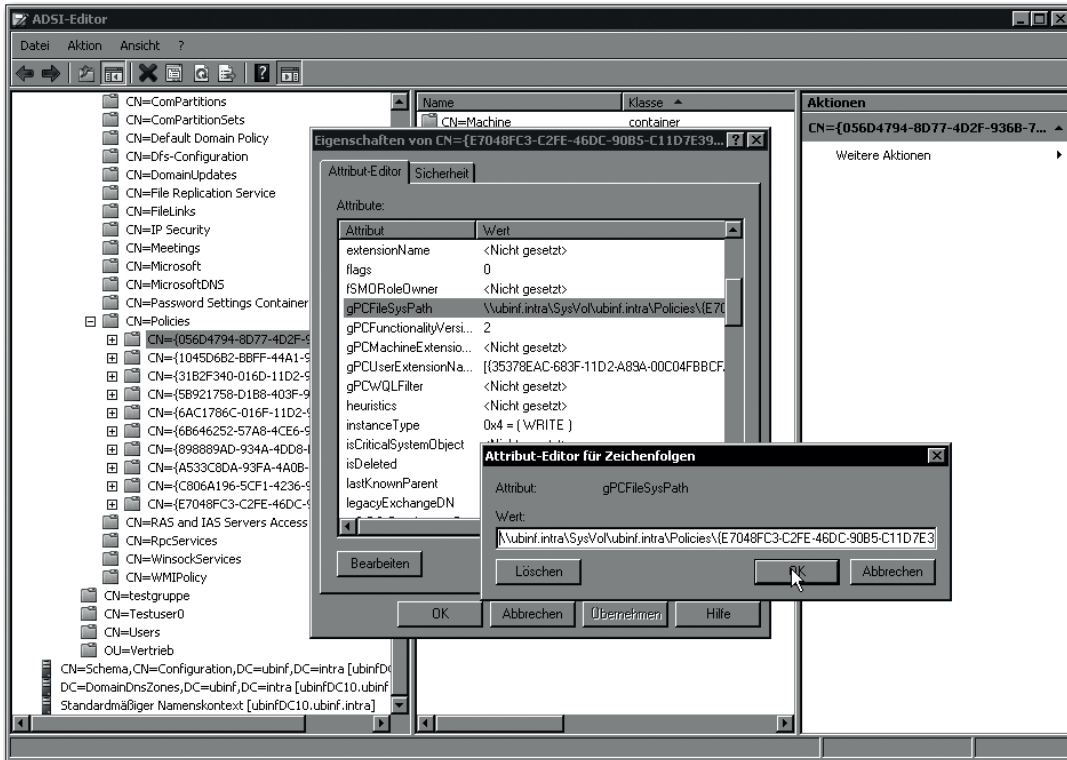 ADSI-Editor
Datei Aktion Ansicht ?
CN=ComPartitions
CN=ComPartitionSets
CN=Default Domain Policy
CN=Dfs-Configuration
CN=DomainUpdates
CN=File Replication Service
CN=FileLinks
CN=IP Security
CN=Meetings
CN=Microsoft
CN=MicrosoftDNS
CN=Password Settings Container
CN=Policies
CN={056D4794-8D77-4D2F-9
CN={1045D6B2-BBFF-44A1-9
CN={31B2F340-016D-11D2-9
CN={5B921758-D1B8-403F-9
CN={6AC1786C-016F-11D2-9
CN={6B646252-57A8-4CE6-9
CN={898889AD-934A-4DD8-
CN={A533C8DA-93FA-4A0B-
CN={C806A196-5CF1-4236-9
CN={E7048FC3-C2FE-46DC-9
CN=RAS and IAS Servers Access
CN=RpcServices
CN=WinsockServices
CN=WMIPolicy
CN=testgruppe
CN=Testuser0
CN=Users
OU=Vertrieb
CN=Schema,CN=Configuration,DC=ubinf,DC=intra [ubinfD
DC=DomainDnsZones,DC=ubinf,DC=intra [ubinfDC10.ubinf
Standardmäßiger Namenskontext [ubinfDC10.ubinf.intra]
Name Klasse
CN=Machine container
Eigenschaften von CN={E7048FC3-C2FE-46DC-90B5-C11D7E39...
Attribut-Editor Sicherheit
Attribute:
Attribut Wert
extensionName <Nicht gesetzt>
flags 0
fSMORoleOwner <Nicht gesetzt>
gPCFileSysPath \\ubinf.intra\SysVol\ubinf.intra\Policies\{E70
gPCFunctionalityVersi... 2
gPCMachineExtensio... <Nicht gesetzt>
gPCUserExtensionNa... [{35378EAC-683F-11D2-A89A-00C04FBBCF
gPCWQLFilter <Nicht gesetzt>
heuristics <Nicht gesetzt>
instanceType 0x4 = ( WRITE )
isCriticalSystemObject
isDeleted
lastKnownParent
legacyExchangeDN
Bearbeiten
OK Abbrechen Übernehmen Hilfe
Attribut-Editor für Zeichenfolgen
Attribut: gPCFileSysPath
Wert:
\\ubinf.intra\SysVol\ubinf.intra\Policies\{E7048FC3-C2FE-46DC-90B5-C11D7E3
Löschen OK Abbrechen
Aktionen
CN={056D4794-8D77-4D2F-936B-7...
Weitere Aktionen